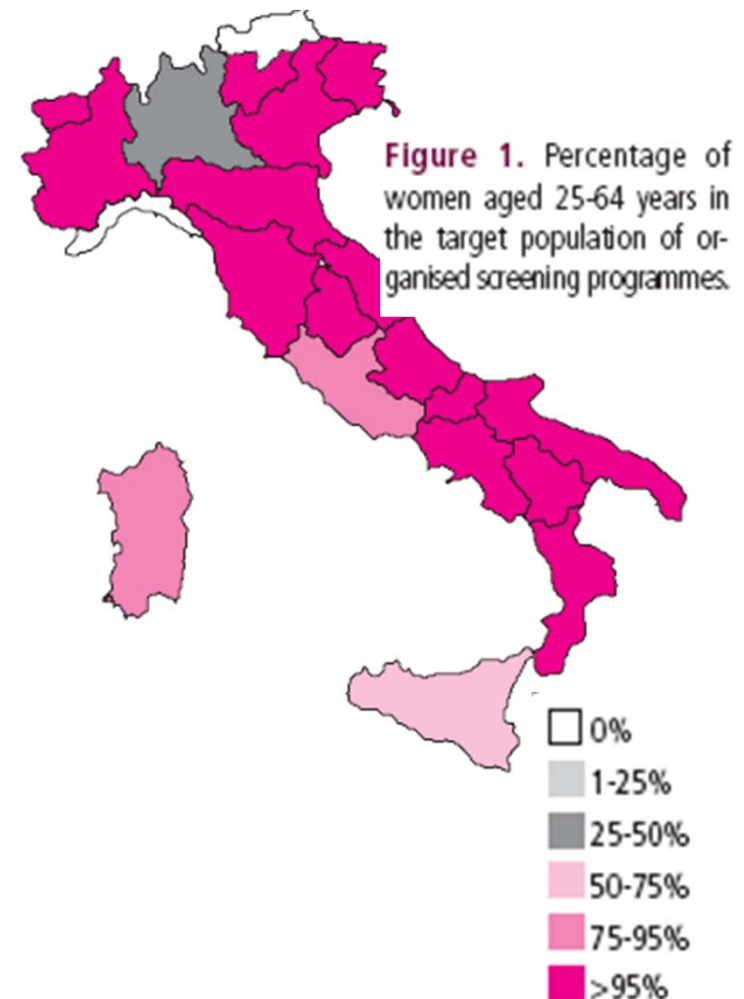 Figure 1. Percentage of
women aged 25-64 years in
the target population of or-
ganised screening programmes.
0%
1-25%
25-50%
50-75%
75-95%
>95%